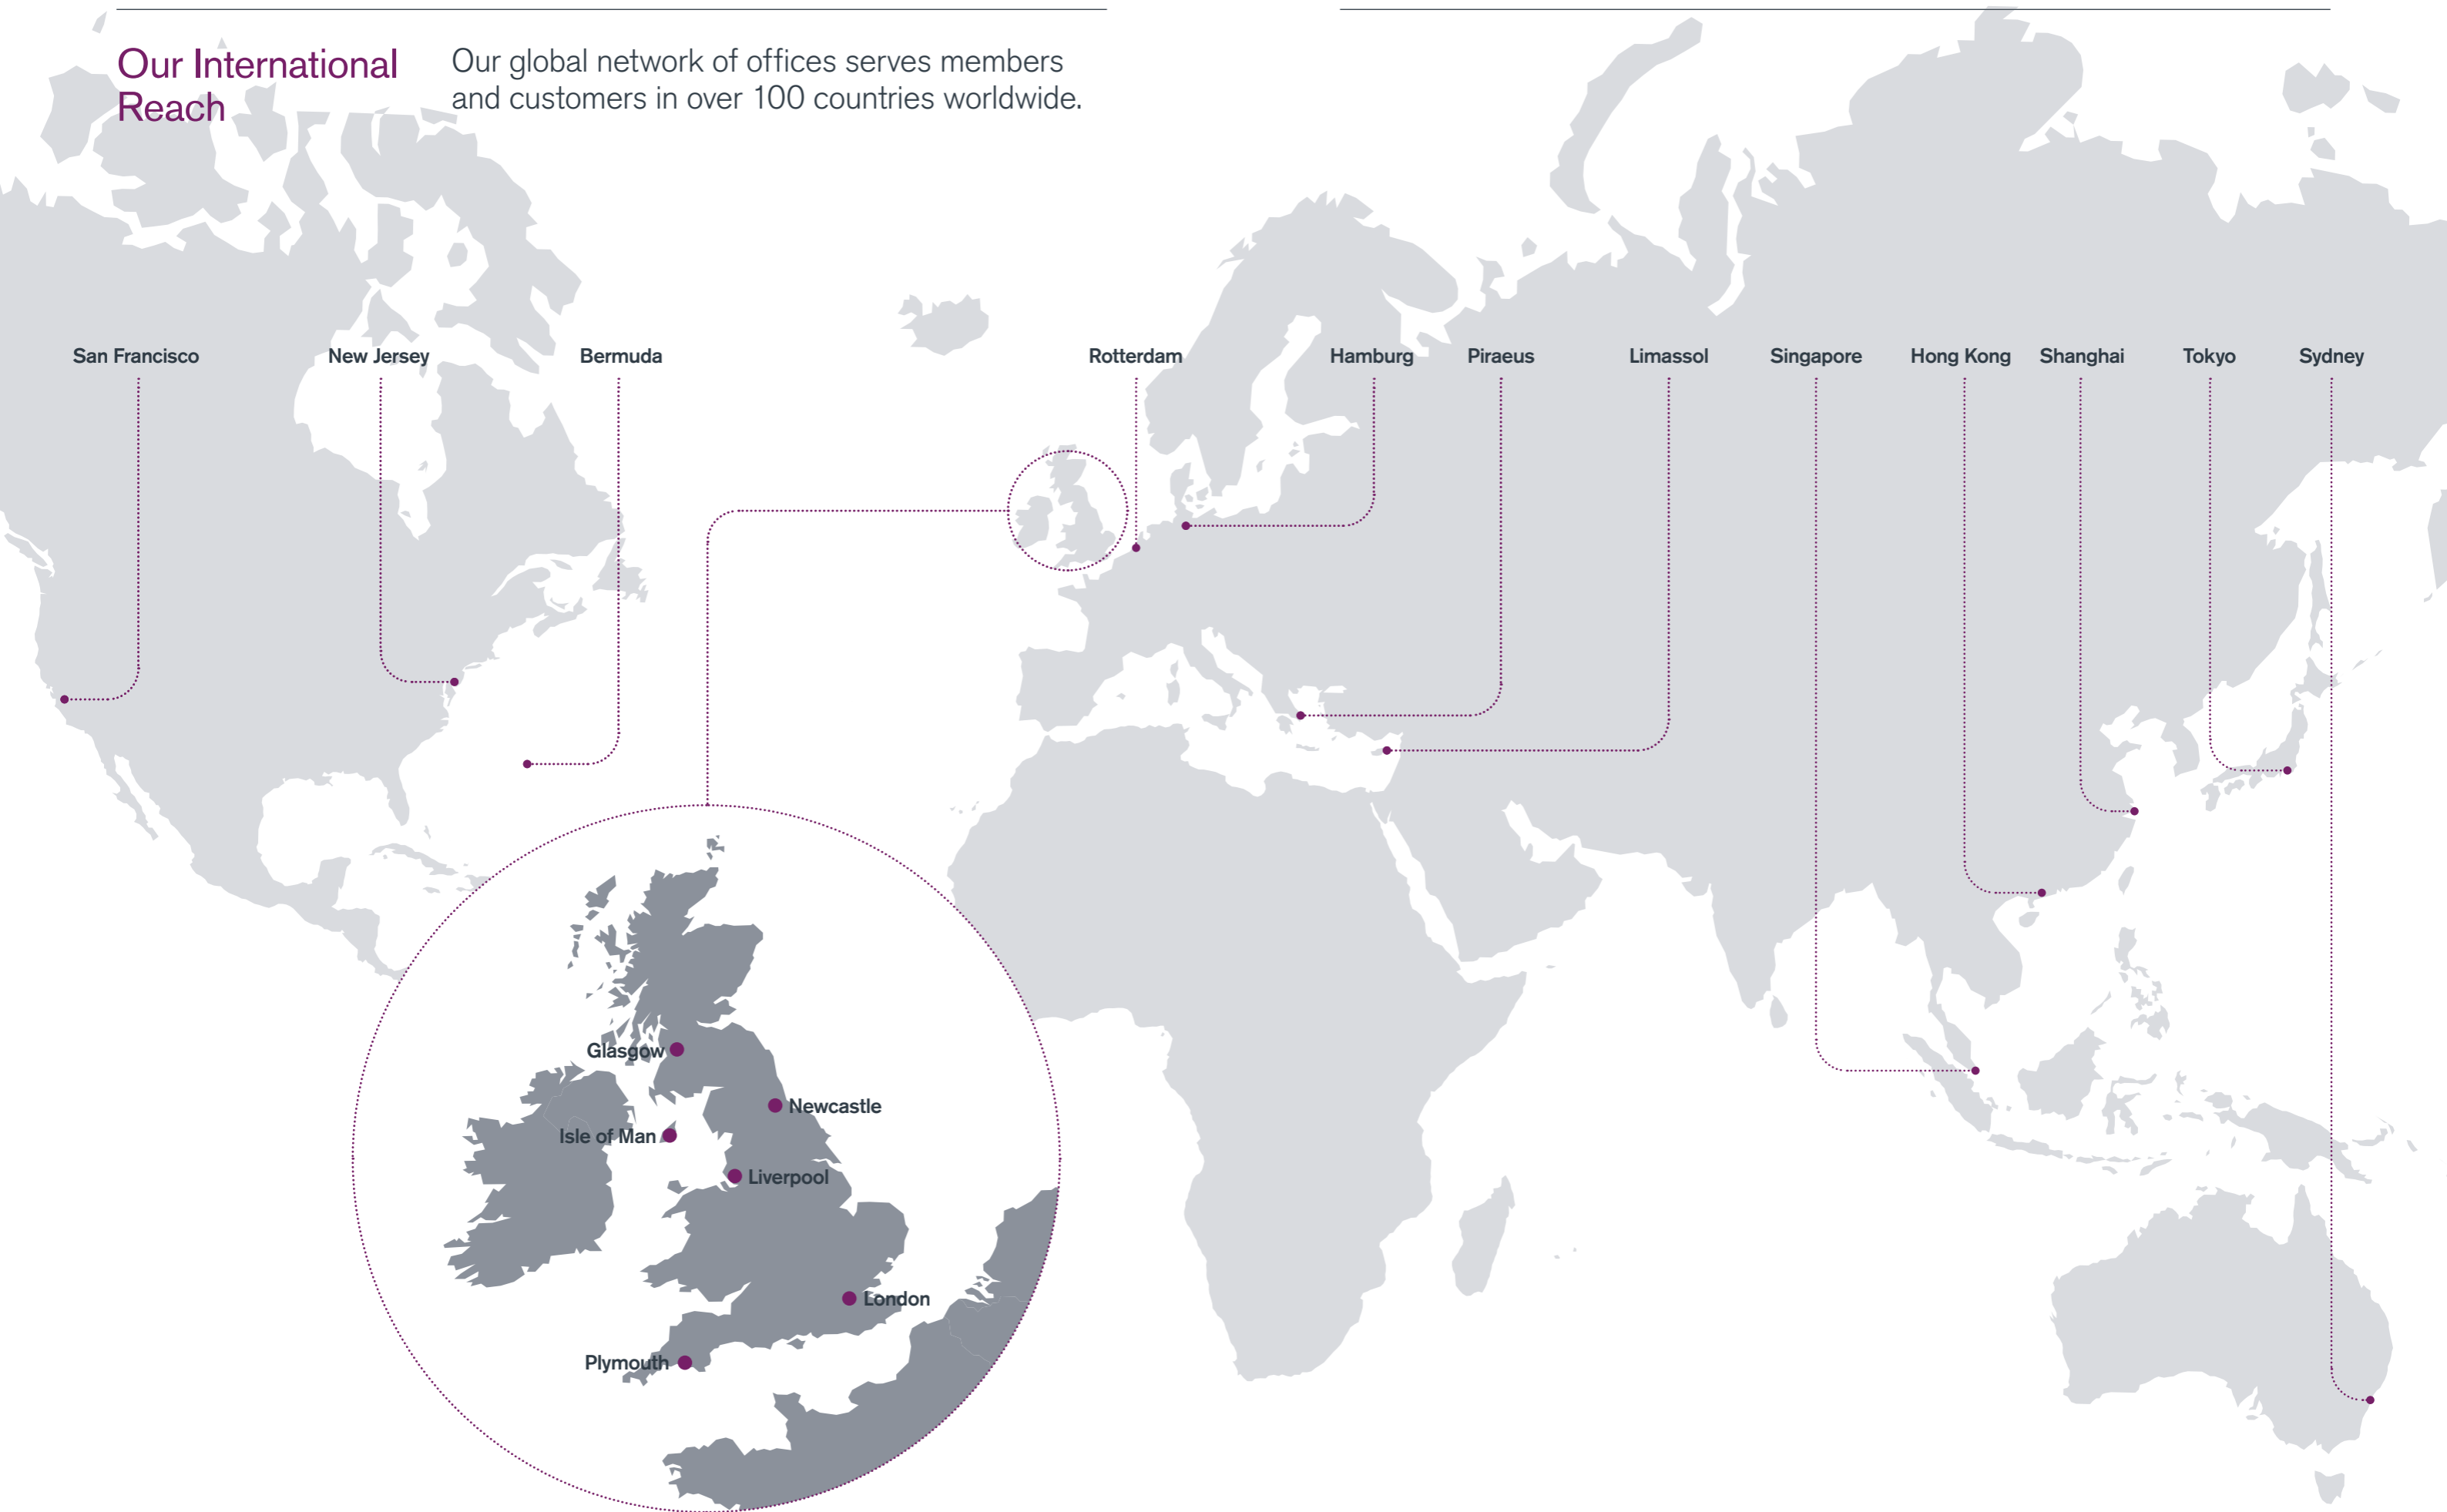 Our International
Reach
Our global network of offices serves members
and customers in over 100 countries worldwide.
San Francisco
New Jersey
Bermuda
Rotterdam
Hamburg
Piraeus
Limassol
Singapore
Hong Kong
Shanghai
Tokyo
Sydney
Glasgow
Newcastle
Isle of Man
Liverpool
London
Plymouth